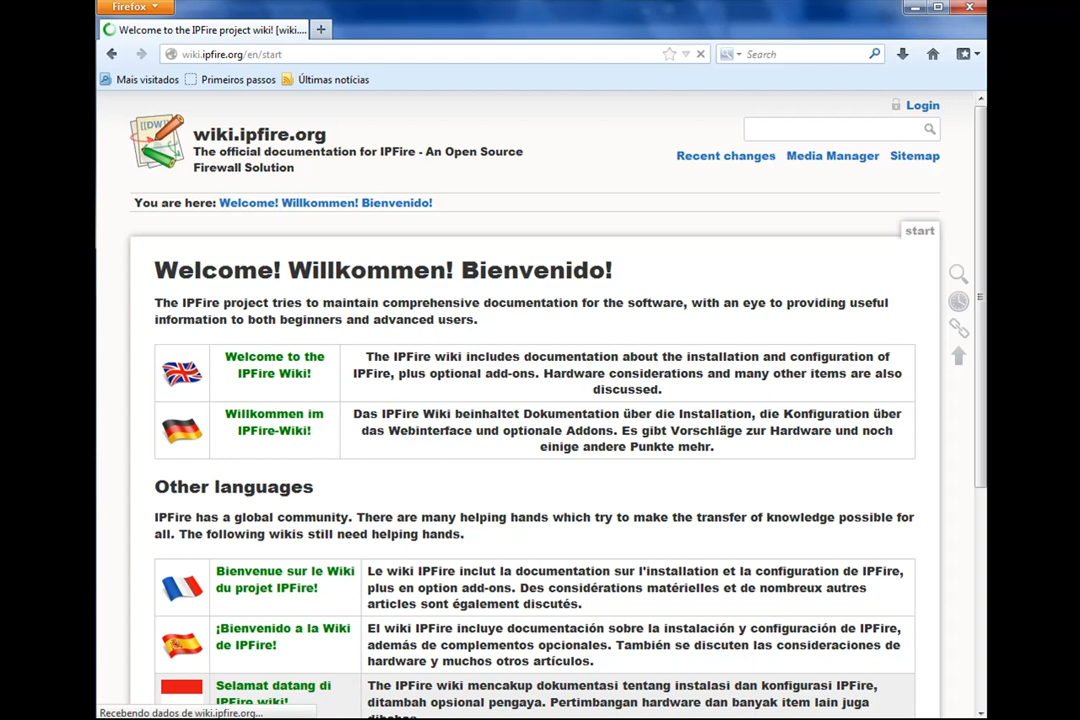 Firefox
Welcome to the IPFire project wiki! [wiki....
wiki.ipfire.org/en/start
Search
Mais visitados
Primeiros passos
Últimas notícias
Login
[[DW]]
wiki.ipfire.org
The official documentation for IPFire - An Open Source
Firewall Solution
Recent changes
Media Manager
Sitemap
You are here: Welcome! Willkommen! Bienvenido!
start
Welcome! Willkommen! Bienvenido!
The IPFire project tries to maintain comprehensive documentation for the software, with an eye to providing useful
information to both beginners and advanced users.
Welcome to the
IPFire Wiki!
The IPFire wiki includes documentation about the installation and configuration of
IPFire, plus optional add-ons. Hardware considerations and many other items are also
discussed.
Willkommen im
IPFire-Wiki!
Das IPFire Wiki beinhaltet Dokumentation über die Installation, die Konfiguration über
das Webinterface und optionale Addons. Es gibt Vorschläge zur Hardware und noch
einige andere Punkte mehr.
Other languages
IPFire has a global community. There are many helping hands which try to make the transfer of knowledge possible for
all. The following wikis still need helping hands.
Bienvenue sur le Wiki
du projet IPFire!
Le wiki IPFire inclut la documentation sur l'installation et la configuration de IPFire,
plus en option add-ons. Des considérations matérielles et de nombreux autres
articles sont également discutés.
¡Bienvenido a la Wiki
de IPFire!
El wiki IPFire incluye documentación sobre la instalación y configuración de IPFire,
además de complementos opcionales. También se discuten las consideraciones de
hardware y muchos otros artículos.
Selamat datang di
IPFire wiki!
The IPFire wiki mencakup dokumentasi tentang instalasi dan konfigurasi IPFire,
ditambah opsional pengaya. Pertimbangan hardware dan banyak item lain juga
dibahas.
Recebendo dados de wiki.ipfire.org...